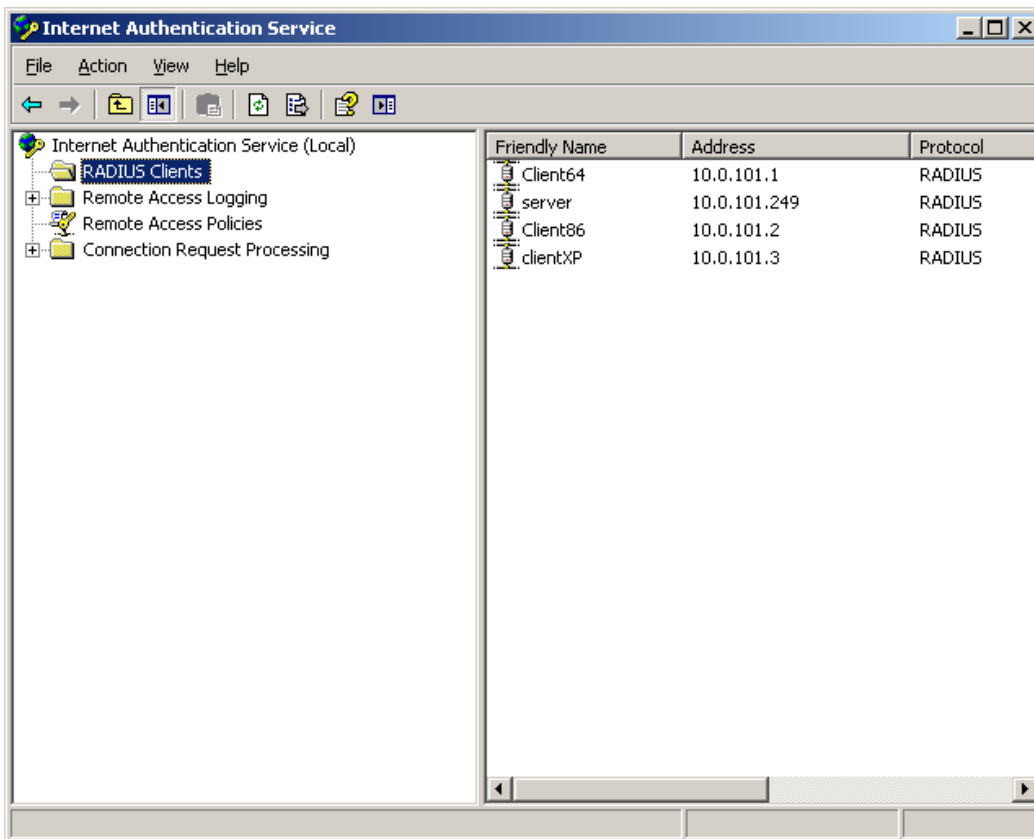 Internet Authentication Service
File Action View Help
Internet Authentication Service (Local)
RADIUS Clients
Remote Access Logging
Remote Access Policies
Connection Request Processing
Friendly Name Address Protocol
Client64 10.0.101.1 RADIUS
server 10.0.101.249 RADIUS
Client86 10.0.101.2 RADIUS
clientXP 10.0.101.3 RADIUS